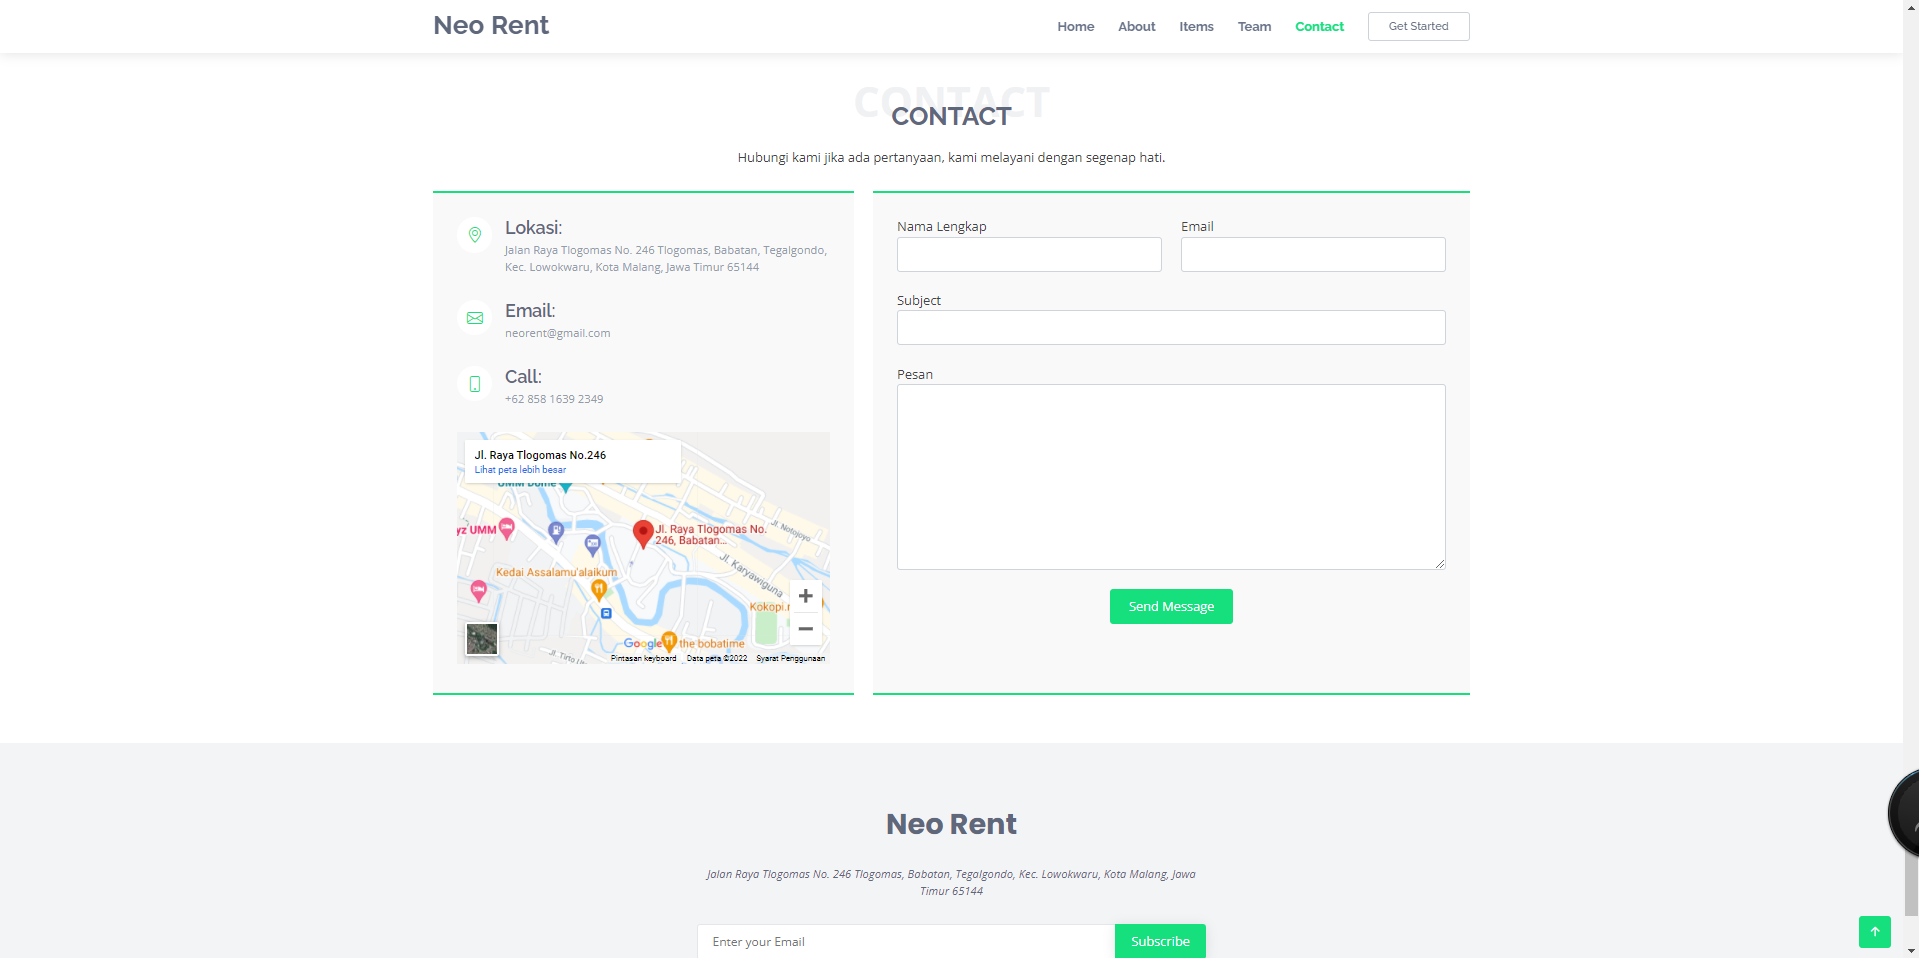 Neo Rent
Home
About
Items
Team
Contact
Get Started
CONTACT
CONTACT
Hubungi kami jika ada pertanyaan, kami melayani dengan segenap hati.
Lokasi:
Jalan Raya Tlogomas No. 246 Tlogomas, Babatan, Tegalgondo,
Kec. Lowokwaru, Kota Malang, Jawa Timur 65144
Email:
neorent@gmail.com
Call:
+62 858 1639 2349
Jl. Raya Tlogomas No.246
Lihat peta lebih besar
UMM Dome
yz UMM
Jl. Raya Tlogomas No.
246, Babatan...
Jl. Notojoyo
Jl. Karyawiguna
Kedai Assalamu'alaikum
Kokopi.
Google
the bobatime
Jl. Tirto
Pintasan keyboard
Data peta ©2022
Syarat Penggunaan
Nama Lengkap
Email
Subject
Pesan
Send Message
Neo Rent
Jalan Raya Tlogomas No. 246 Tlogomas, Babatan, Tegalgondo, Kec. Lowokwaru, Kota Malang, Jawa
Timur 65144
Enter your Email
Subscribe